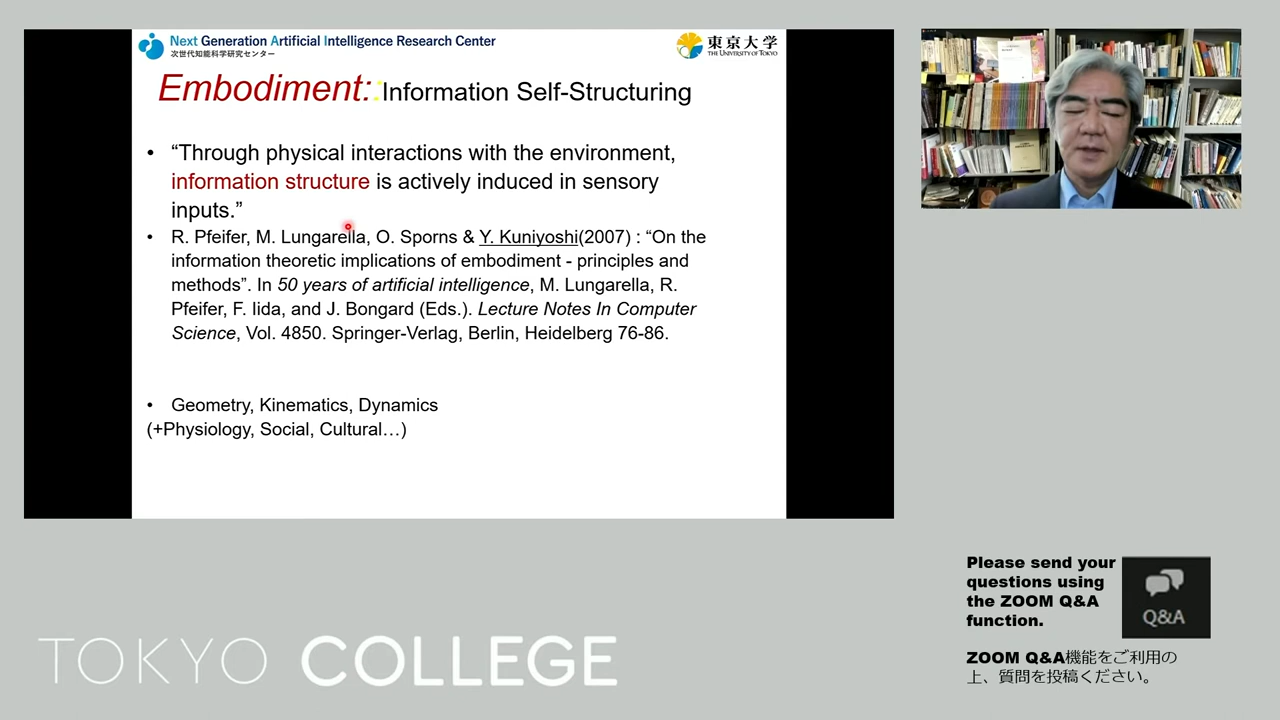 Next Generation Artificial Intelligence Research Center
次世代知能科学研究センター
東京大学
THE UNIVERSITY OF TOKYO
Embodiment: Information Self-Structuring
• “Through physical interactions with the environment,
information structure is actively induced in sensory
inputs.”
• R. Pfeifer, M. Lungarella, O. Sporns & Y. Kuniyoshi(2007) : “On the
information theoretic implications of embodiment - principles and
methods”. In 50 years of artificial intelligence, M. Lungarella, R.
Pfeifer, F. Iida, and J. Bongard (Eds.). Lecture Notes In Computer
Science, Vol. 4850. Springer-Verlag, Berlin, Heidelberg 76-86.
• Geometry, Kinematics, Dynamics
(+Physiology, Social, Cultural…)
Please send your
questions using
the ZOOM Q&A
function.
Q&A
ZOOM Q&A機能をご利用の
上、質問を投稿ください。
TOKYO COLLEGE